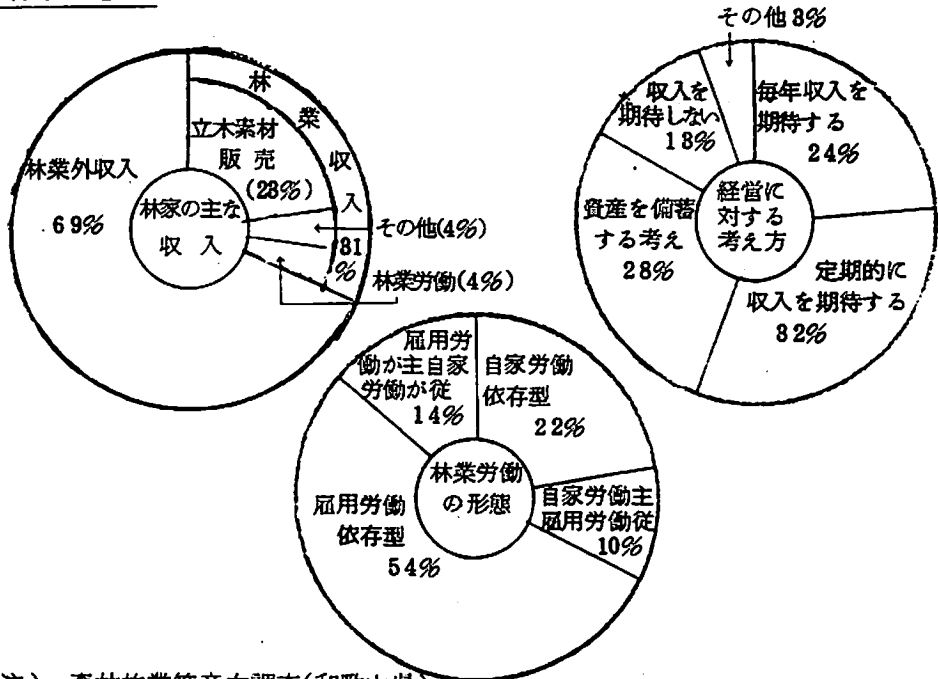 林家の主な
収入
林業外収入
69%
林業収入
31
%
立木素材
販売
(23%)
その他(4%)
林業労働(4%)
経営に
対する
考え方
その他3%
毎年収入を
期待する
24%
定期的に
収入を期待する
32%
資産を備蓄
する考え
28%
収入を
期待しない
13%
林業労働
の形態
雇用労
働が主自家
労働が従
14%
自家労働
依存型
22%
自家労働主
雇用労働従
10%
雇用労働
依存型
54%